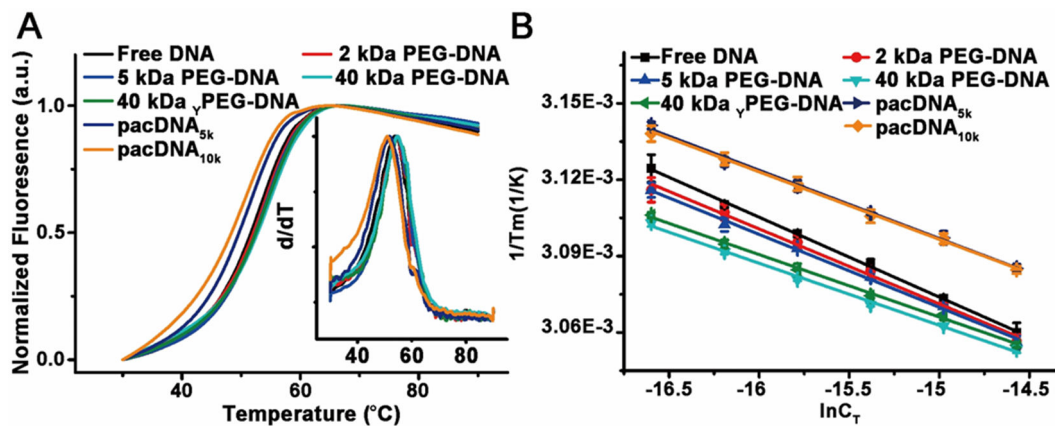 A
Free DNA
2 kDa PEG-DNA
5 kDa PEG-DNA
40 kDa PEG-DNA
40 kDa YPEG-DNA
pacDNA5k
pacDNA10k
Normalized Fluorescence (a.u.)
1.0
0.5
0.0
40
60
80
Temperature (°C)
d/dT
40
60
80
B
Free DNA
2 kDa PEG-DNA
5 kDa PEG-DNA
40 kDa PEG-DNA
40 kDa YPEG-DNA
pacDNA5k
pacDNA10k
1/Tm(1/K)
3.15E-3
3.12E-3
3.09E-3
3.06E-3
-16.5
-16
-15.5
-15
-14.5
lnCT